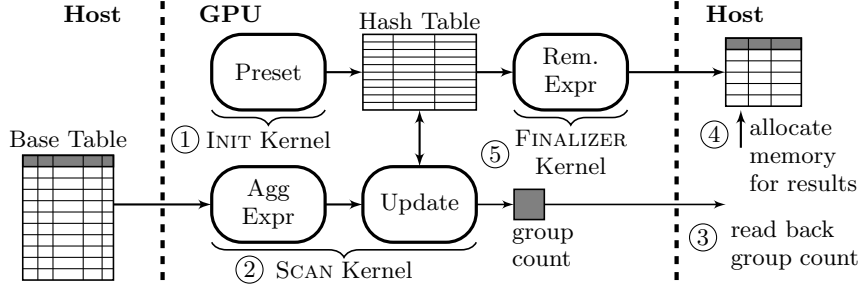 Host
GPU
Host
Hash Table
Preset
Rem.
Expr
① INIT Kernel
⑤ FINALIZER
Kernel
④ allocate
memory
for results
Base Table
Agg
Expr
Update
group
count
② SCAN Kernel
③ read back
group count